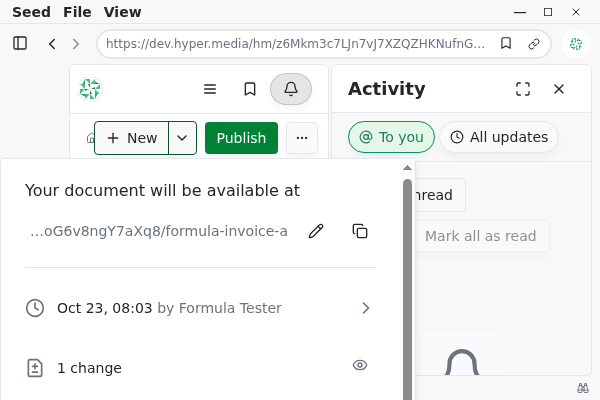 Seed File View
https://dev.hyper.media/hm/z6Mkm3c7LJn7vJ7XZQZHKNufnG...
Activity
New
Publish
To you
All updates
Your document will be available at
...oG6v8ngY7aXq8/formula-invoice-a
Mark all as read
Oct 23, 08:03 by Formula Tester
1 change